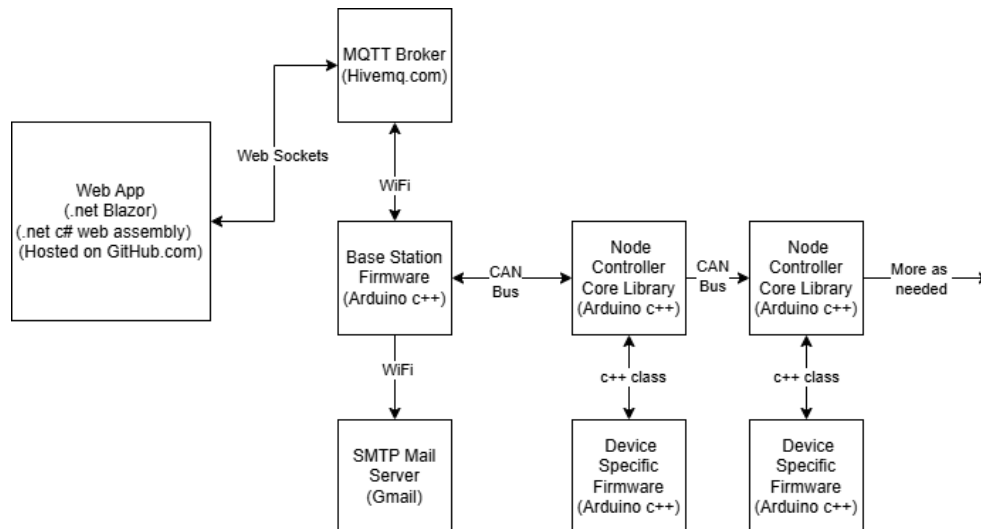 MQTT Broker
(Hivemq.com)
Web Sockets
Web App
(.net Blazor)
(.net c# web assembly)
(Hosted on GitHub.com)
WiFi
Base Station
Firmware
(Arduino c++)
CAN
Bus
Node
Controller
Core Library
(Arduino c++)
CAN
Bus
Node
Controller
Core Library
(Arduino c++)
More as
needed
WiFi
c++ class
c++ class
SMTP Mail
Server
(Gmail)
Device
Specific
Firmware
(Arduino c++)
Device
Specific
Firmware
(Arduino c++)